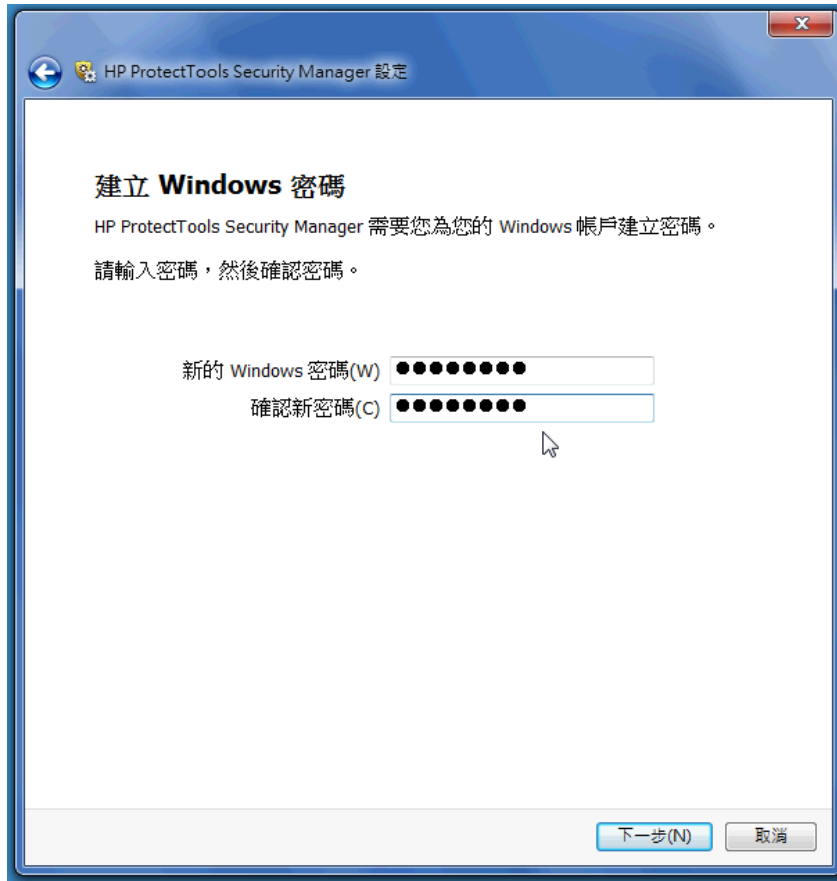 HP ProtectTools Security Manager 設定
建立 Windows 密碼
HP ProtectTools Security Manager 需要您為您的 Windows 帳戶建立密碼。
請輸入密碼，然後確認密碼。
新的 Windows 密碼(W) ●●●●●●●●
確認新密碼(C) ●●●●●●●●
下一步(N) 取消